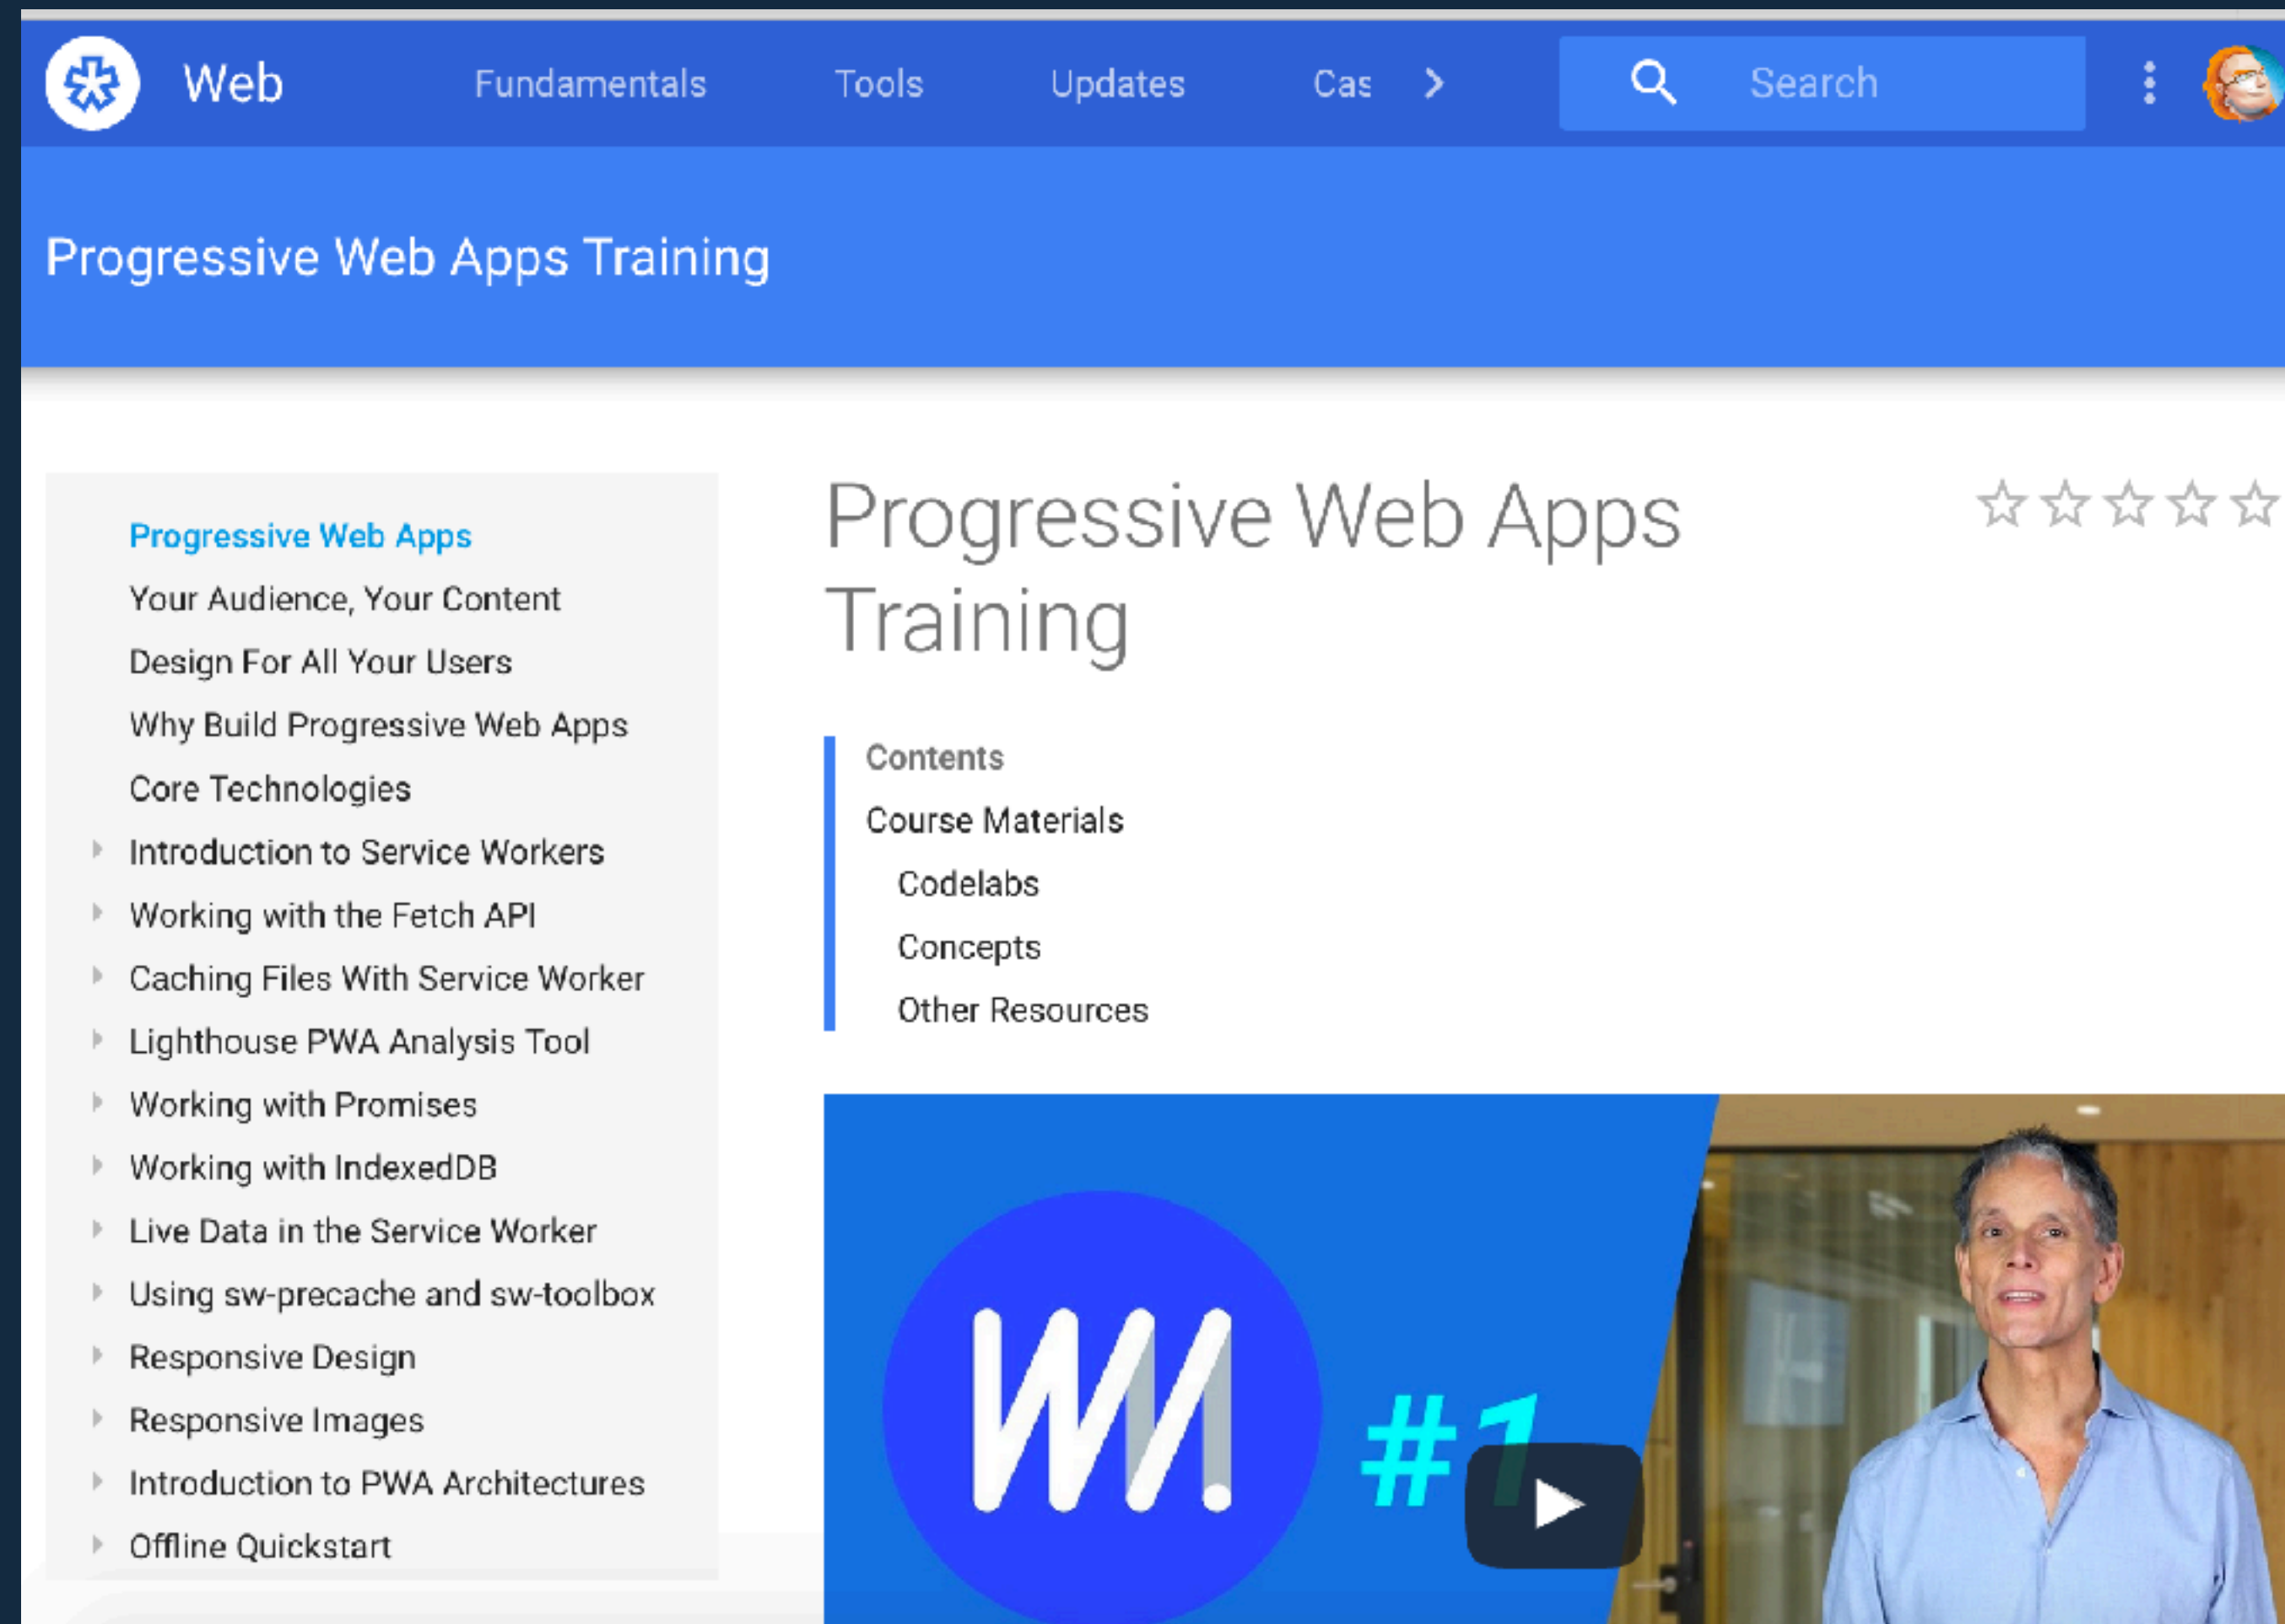 Web
Fundamentals
Tools
Updates
Cas
Search
Progressive Web Apps Training
Progressive Web Apps
Your Audience, Your Content
Design For All Your Users
Why Build Progressive Web Apps
Core Technologies
Introduction to Service Workers
Working with the Fetch API
Caching Files With Service Worker
Lighthouse PWA Analysis Tool
Working with Promises
Working with IndexedDB
Live Data in the Service Worker
Using sw-precache and sw-toolbox
Responsive Design
Responsive Images
Introduction to PWA Architectures
Offline Quickstart
Progressive Web Apps
Training
Contents
Course Materials
Codelabs
Concepts
Other Resources
#1